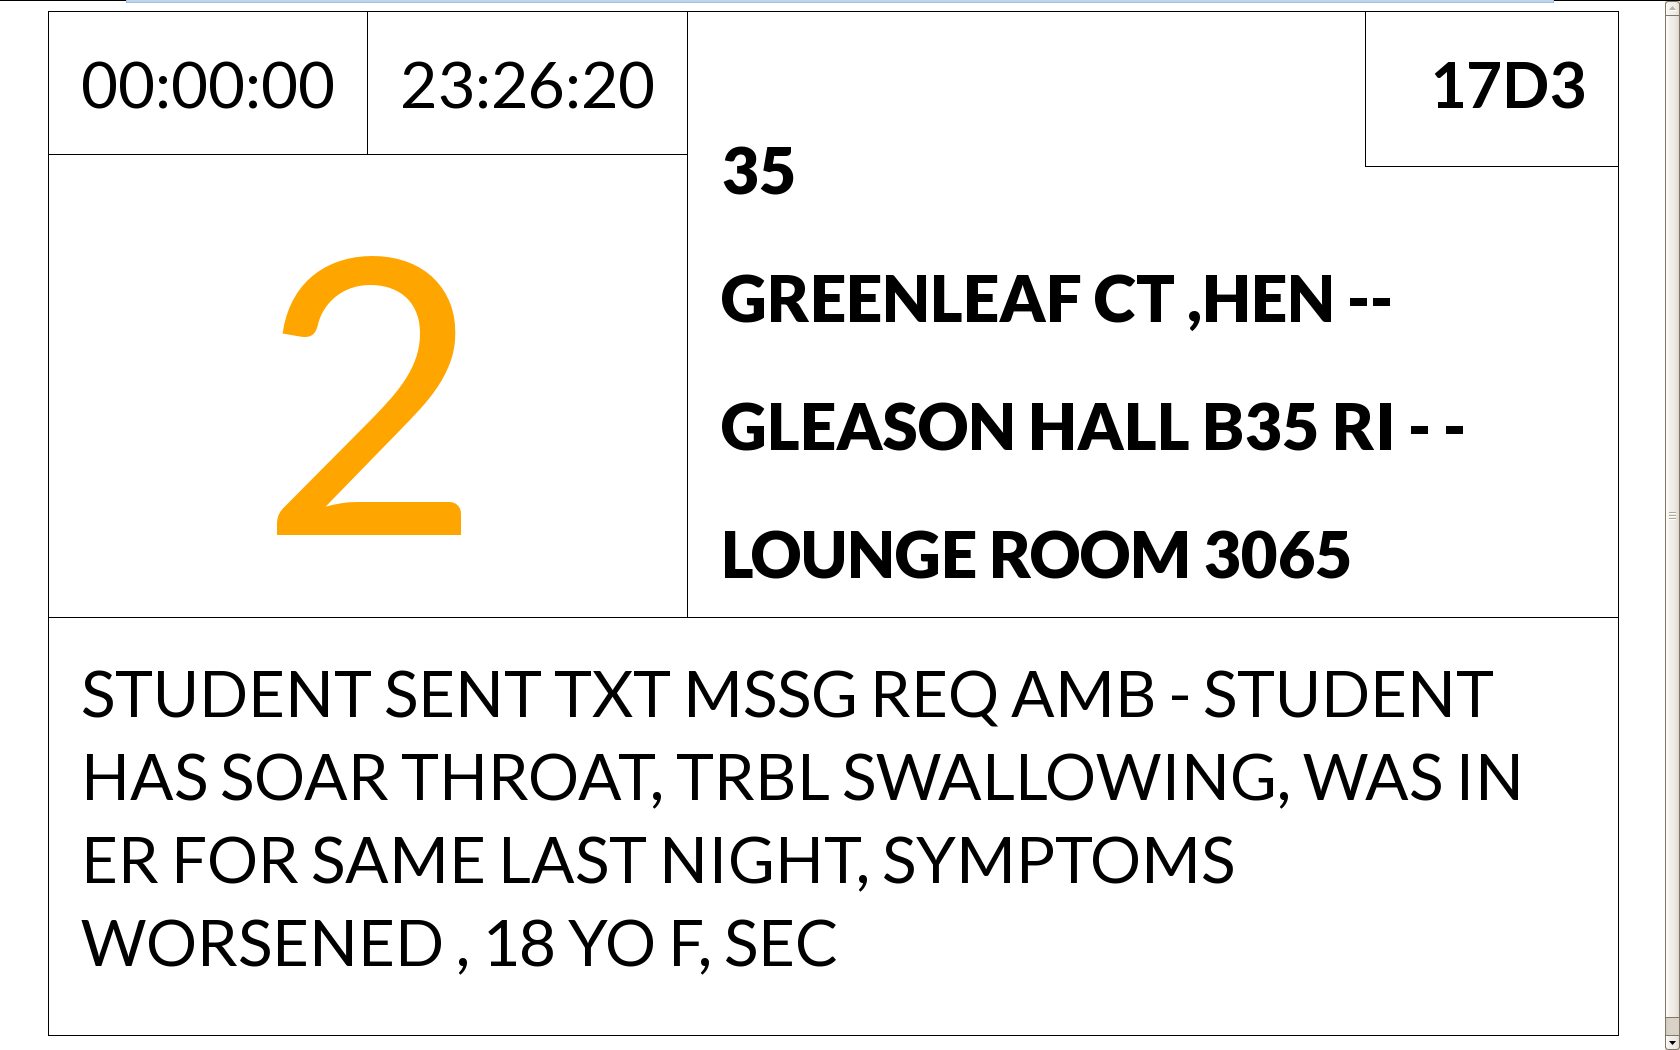 00:00:00
23:26:20
17D3
35
GREENLEAF CT ,HEN --
GLEASON HALL B35 RI - -
LOUNGE ROOM 3065
2
STUDENT SENT TXT MSSG REQ AMB - STUDENT
HAS SOAR THROAT, TRBL SWALLOWING, WAS IN
ER FOR SAME LAST NIGHT, SYMPTOMS
WORSENED , 18 YO F, SEC